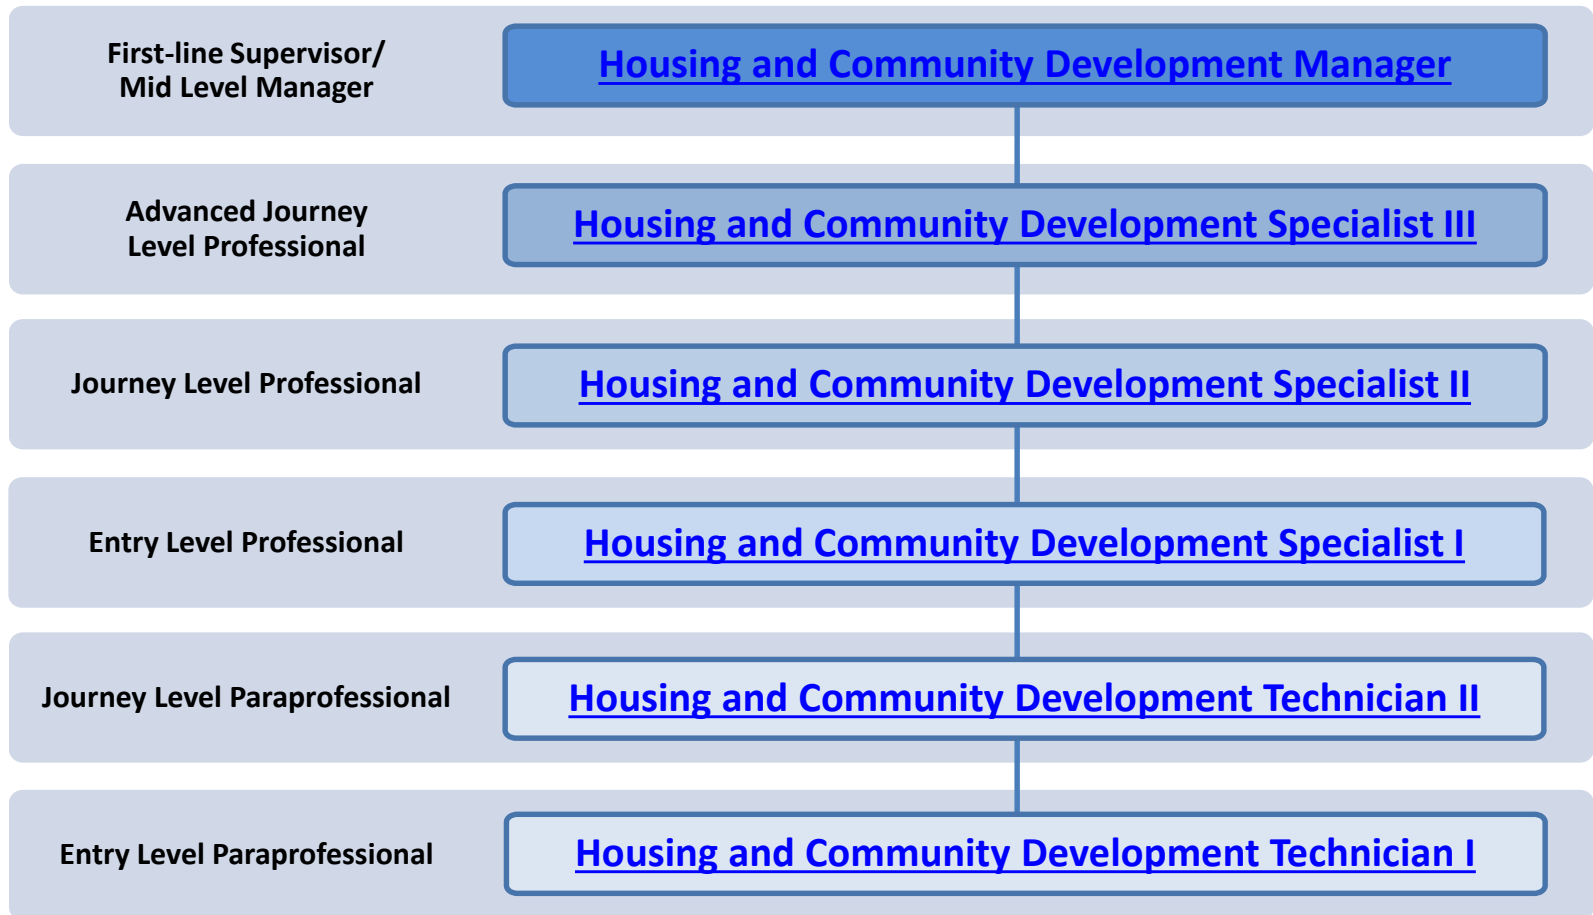 First-line Supervisor/
Mid Level Manager
Housing and Community Development Manager
Advanced Journey
Level Professional
Housing and Community Development Specialist III
Journey Level Professional
Housing and Community Development Specialist II
Entry Level Professional
Housing and Community Development Specialist I
Journey Level Paraprofessional
Housing and Community Development Technician II
Entry Level Paraprofessional
Housing and Community Development Technician I